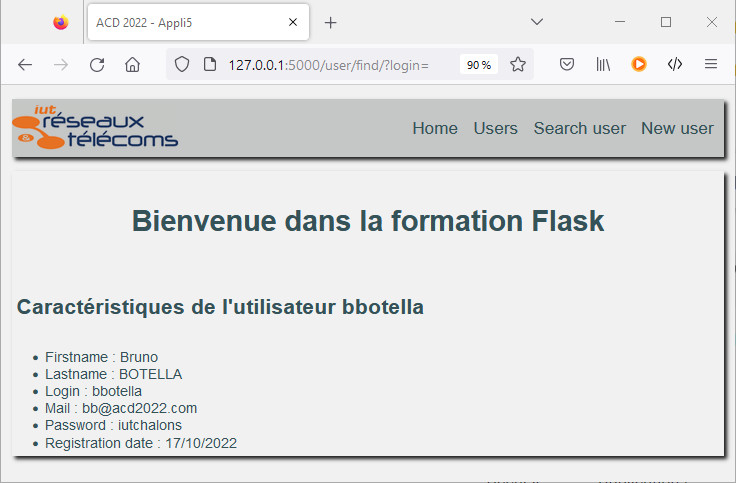 ACD 2022 - Appli5
127.0.0.1:5000/user/find/?login=
90 %
iut
réseaux
& télécoms
Home Users Search user New user
Bienvenue dans la formation Flask
Caractéristiques de l'utilisateur bbotella
Firstname : Bruno
Lastname : BOTELLA
Login : bbotella
Mail : bb@acd2022.com
Password : iutchalons
Registration date : 17/10/2022